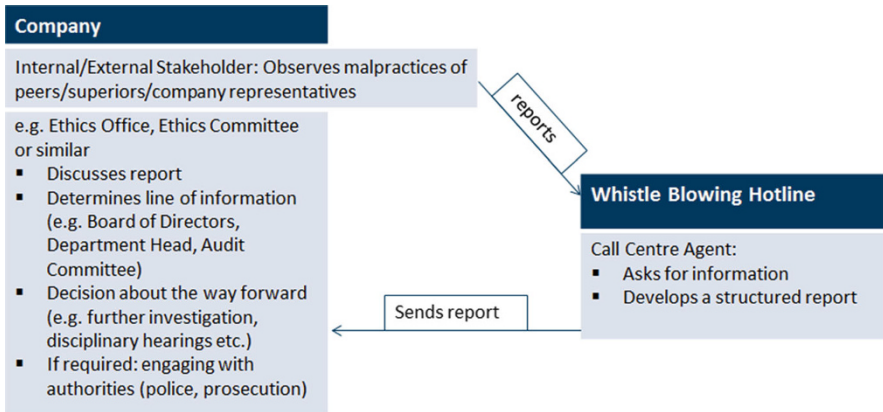 Company
Internal/External Stakeholder: Observes malpractices of
peers/superiors/company representatives
reports
e.g. Ethics Office, Ethics Committee
or similar
▪ Discusses report
▪ Determines line of information
(e.g. Board of Directors,
Department Head, Audit
Committee)
▪ Decision about the way forward
(e.g. further investigation,
disciplinary hearings etc.)
▪ If required: engaging with
authorities (police, prosecution)
Whistle Blowing Hotline
Call Centre Agent:
▪ Asks for information
▪ Develops a structured report
Sends report